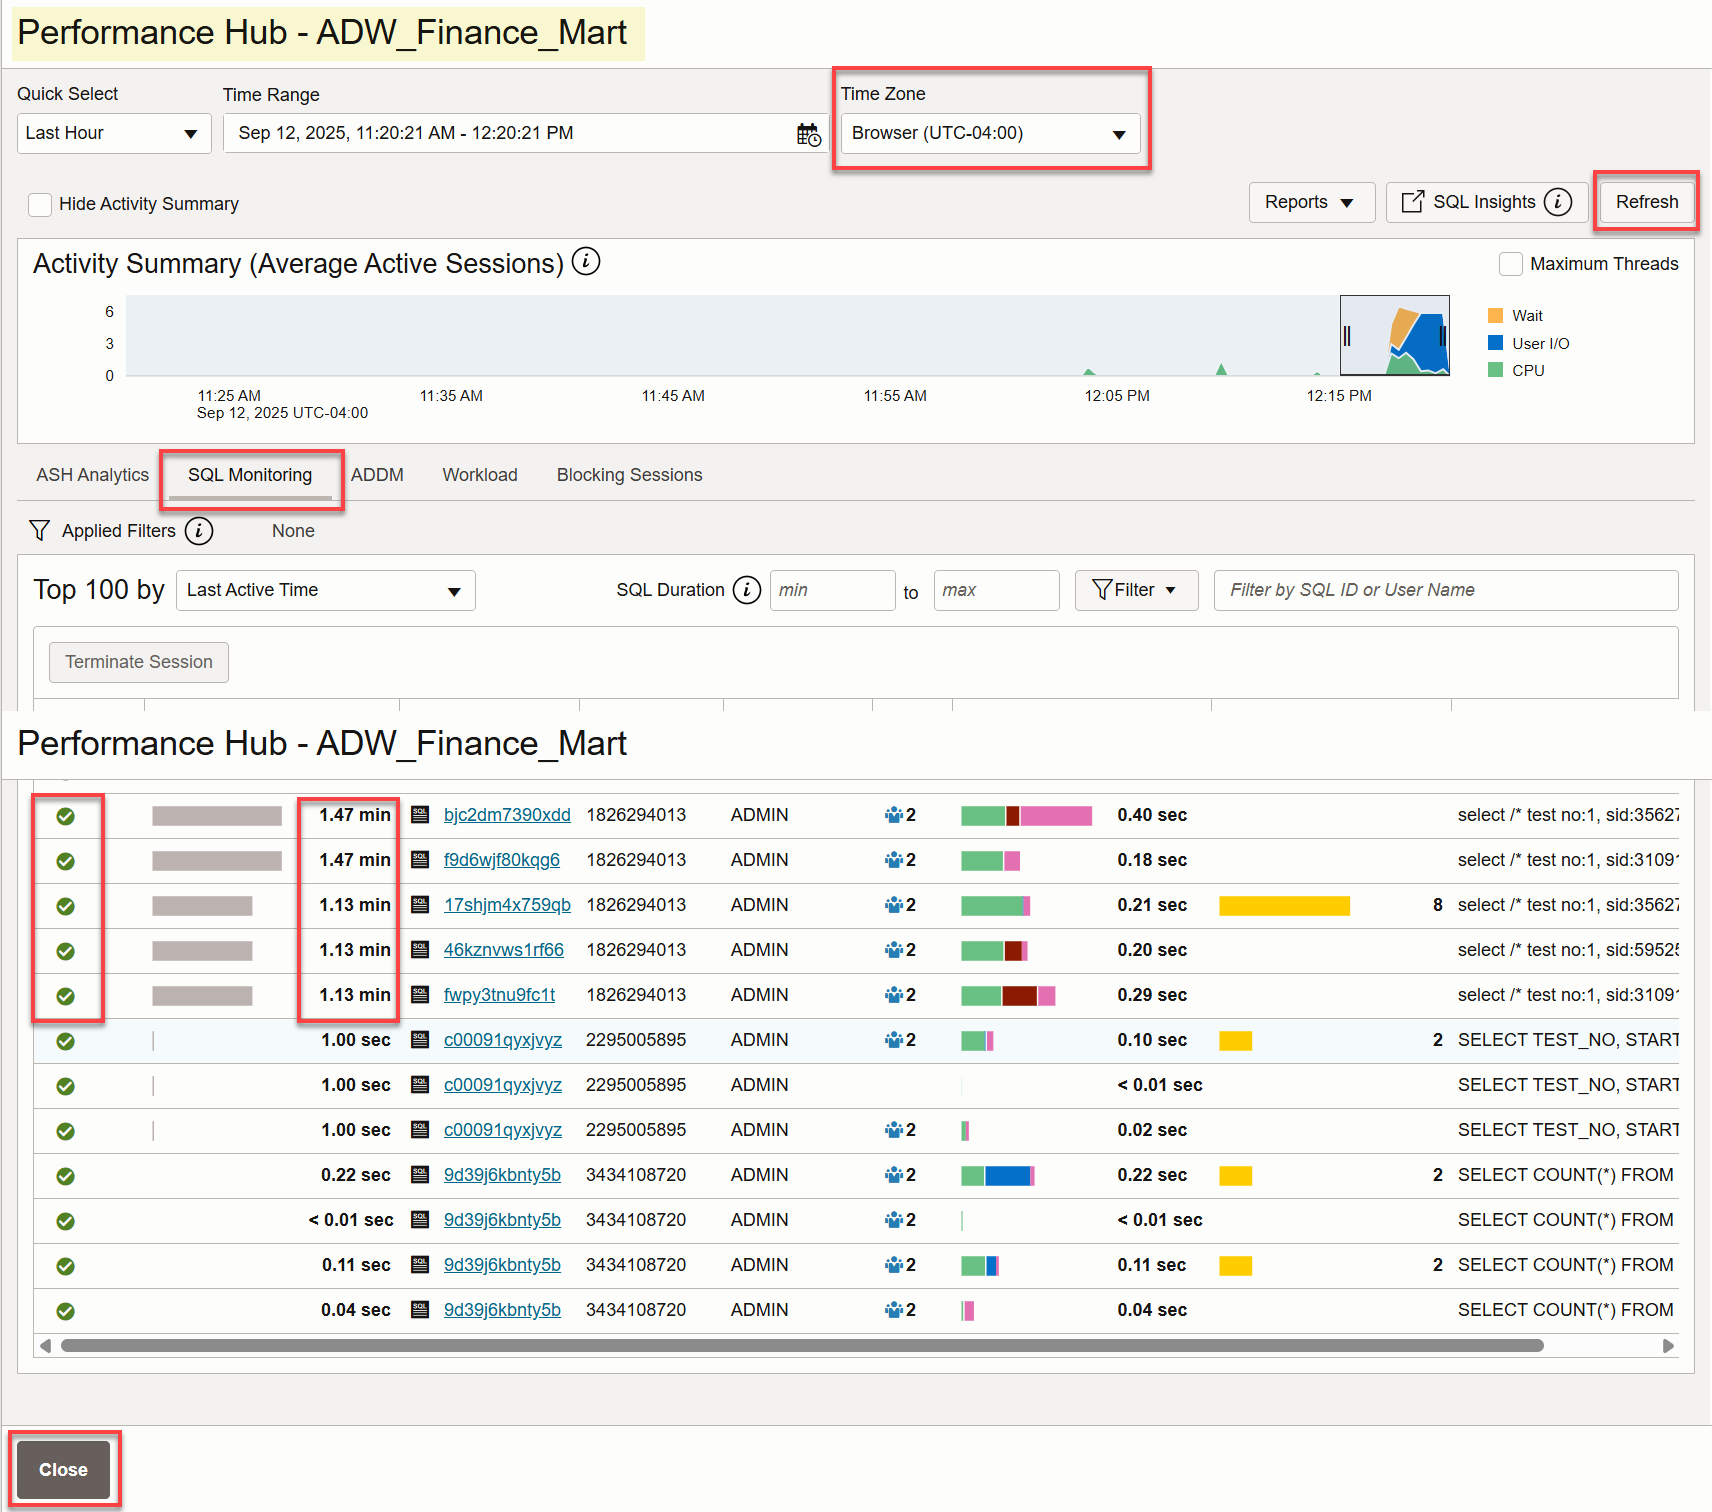 Performance Hub - ADW_Finance_Mart
Quick Select
Time Range
Time Zone
Last Hour
Sep 12, 2025, 11:20:21 AM - 12:20:21 PM
Browser (UTC-04:00)
Hide Activity Summary
Reports
SQL Insights
Refresh
Activity Summary (Average Active Sessions)
Maximum Threads
6
3
0
Wait
User I/O
CPU
11:25 AM 11:35 AM 11:45 AM 11:55 AM 12:05 PM 12:15 PM
Sep 12, 2025 UTC-04:00
ASH Analytics SQL Monitoring ADDM Workload Blocking Sessions
Applied Filters None
Top 100 by Last Active Time SQL Duration min to max Filter Filter by SQL ID or User Name
Terminate Session
Performance Hub - ADW_Finance_Mart
1.47 min SQL bjc2dm7390xdd 1826294013 ADMIN 2 0.40 sec select /* test no:1, sid:35627
1.47 min SQL f9d6wjf80kqg6 1826294013 ADMIN 2 0.18 sec select /* test no:1, sid:31091
1.13 min SQL 17shjm4x759qb 1826294013 ADMIN 2 0.21 sec 8 select /* test no:1, sid:35627
1.13 min SQL 46kznvws1rf66 1826294013 ADMIN 2 0.20 sec select /* test no:1, sid:59525
1.13 min SQL fwpy3tnu9fc1t 1826294013 ADMIN 2 0.29 sec select /* test no:1, sid:31091
1.00 sec SQL c00091qyxjvyz 2295005895 ADMIN 2 0.10 sec 2 SELECT TEST_NO, START
1.00 sec SQL c00091qyxjvyz 2295005895 ADMIN < 0.01 sec SELECT TEST_NO, START
1.00 sec SQL c00091qyxjvyz 2295005895 ADMIN 2 0.02 sec SELECT TEST_NO, START
0.22 sec SQL 9d39j6kbnty5b 3434108720 ADMIN 2 0.22 sec 2 SELECT COUNT(*) FROM
< 0.01 sec SQL 9d39j6kbnty5b 3434108720 ADMIN 2 < 0.01 sec SELECT COUNT(*) FROM
0.11 sec SQL 9d39j6kbnty5b 3434108720 ADMIN 2 0.11 sec 2 SELECT COUNT(*) FROM
0.04 sec SQL 9d39j6kbnty5b 3434108720 ADMIN 2 0.04 sec SELECT COUNT(*) FROM
Close